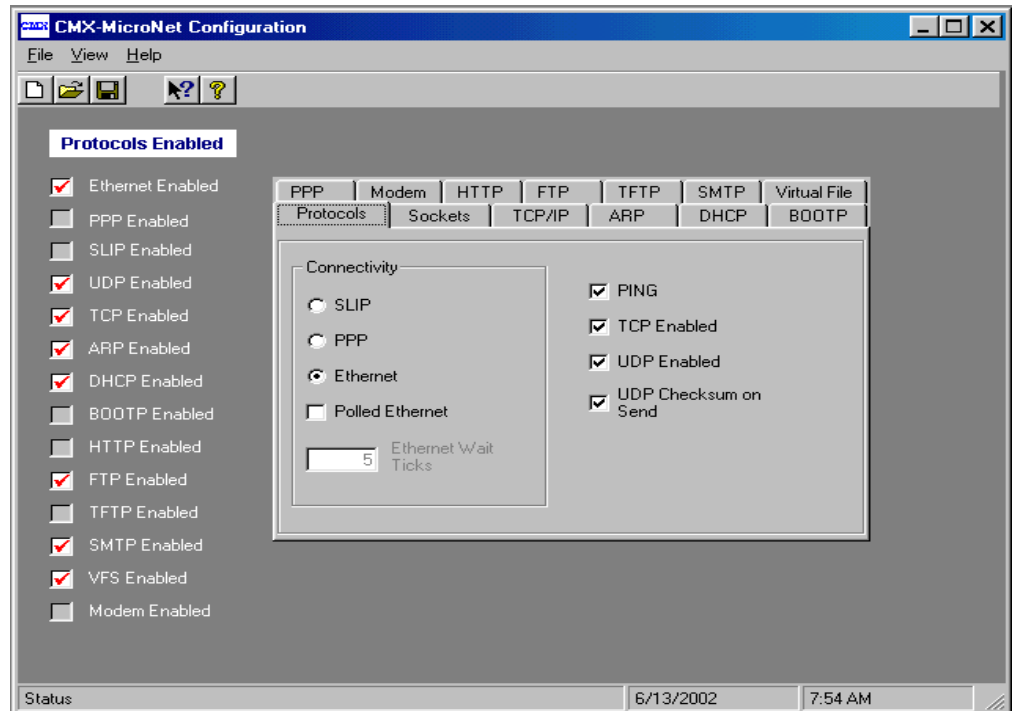 CMX CMX-MicroNet Configuration
File View Help
Protocols Enabled
Ethernet Enabled
PPP Enabled
SLIP Enabled
UDP Enabled
TCP Enabled
ARP Enabled
DHCP Enabled
BOOTP Enabled
HTTP Enabled
FTP Enabled
TFTP Enabled
SMTP Enabled
VFS Enabled
Modem Enabled
PPP Modem HTTP FTP TFTP SMTP Virtual File
Protocols Sockets TCP/IP ARP DHCP BOOTP
Connectivity
SLIP
PPP
Ethernet
Polled Ethernet
5 Ethernet Wait
Ticks
PING
TCP Enabled
UDP Enabled
UDP Checksum on
Send
Status 6/13/2002 7:54 AM